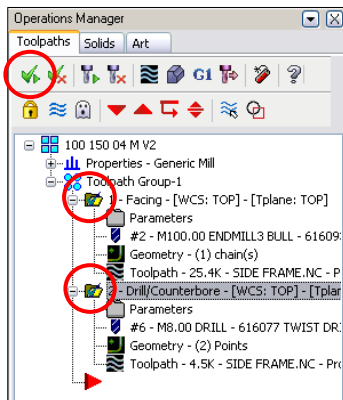 Operations Manager
Toolpaths Solids Art
G1
100 150 04 M V2
Properties - Generic Mill
Toolpath Group-1
1 - Facing - [WCS: TOP] - [Tplane: TOP]
Parameters
#2 - M100.00 ENDMILL3 BULL - 61609
Geometry - (1) chain(s)
Toolpath - 25.4K - SIDE FRAME.NC - P
2 - Drill/Counterbore - [WCS: TOP] - [Tplan
Parameters
#6 - M8.00 DRILL - 616077 TWIST DR
Geometry - (2) Points
Toolpath - 4.5K - SIDE FRAME.NC - Pro